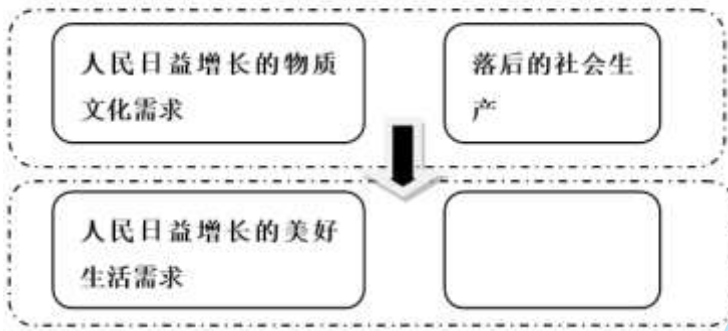 人民日益增长的物质
文化需求
落后的社会生
产
人民日益增长的美好
生活需求